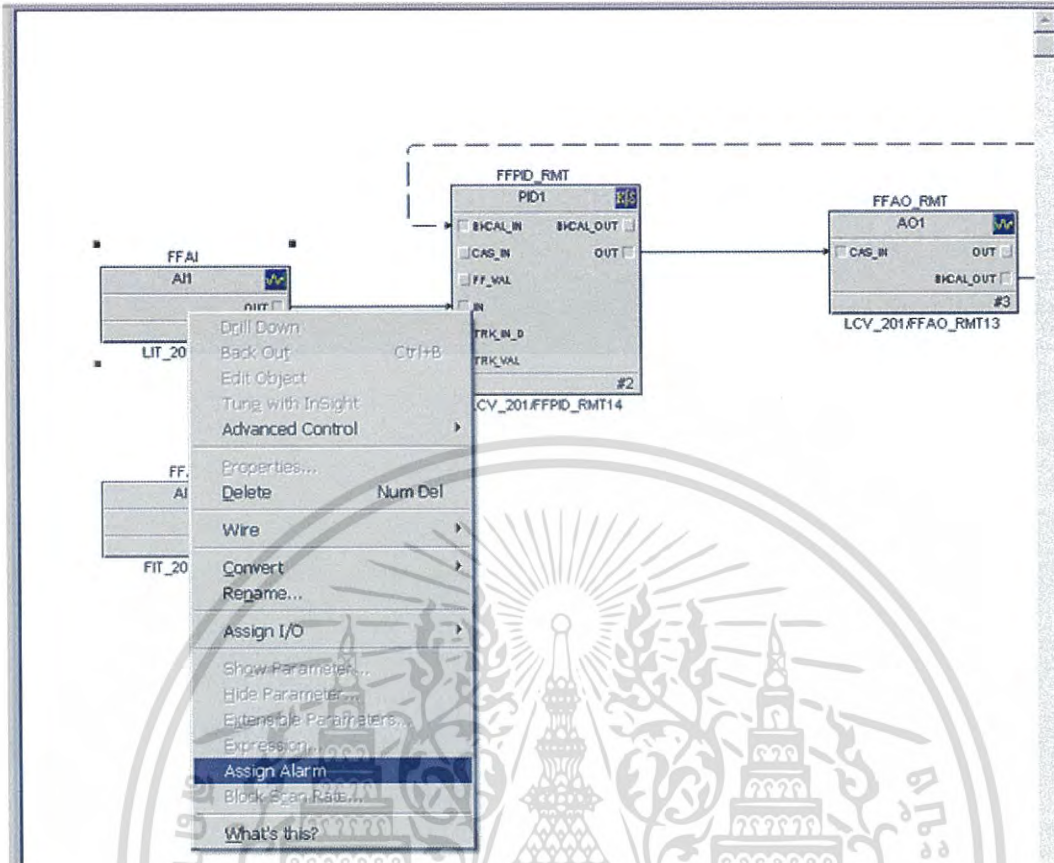 FFPID_RMT
PID1
BKCAL_IN BKCAL_OUT
CAS_IN OUT
FF_VAL
IN
TRK_IN_D
TRK_VAL
#2
CV_201/FFPID_RMT14
FFAO_RMT
AO1
CAS_IN OUT
BKCAL_OUT
#3
LCV_201/FFAO_RMT13
FFAI
AI1
OUT
LIT_20
FF
AI
FIT_20
Drill Down
Back Out Ctrl+B
Edit Object
Tune with InSight
Advanced Control
Properties...
Delete Num Del
Wire
Convert
Rename...
Assign I/O
Show Parameter...
Hide Parameter...
Extensible Parameters...
Expression...
Assign Alarm
Block Scan Rate...
What's this?